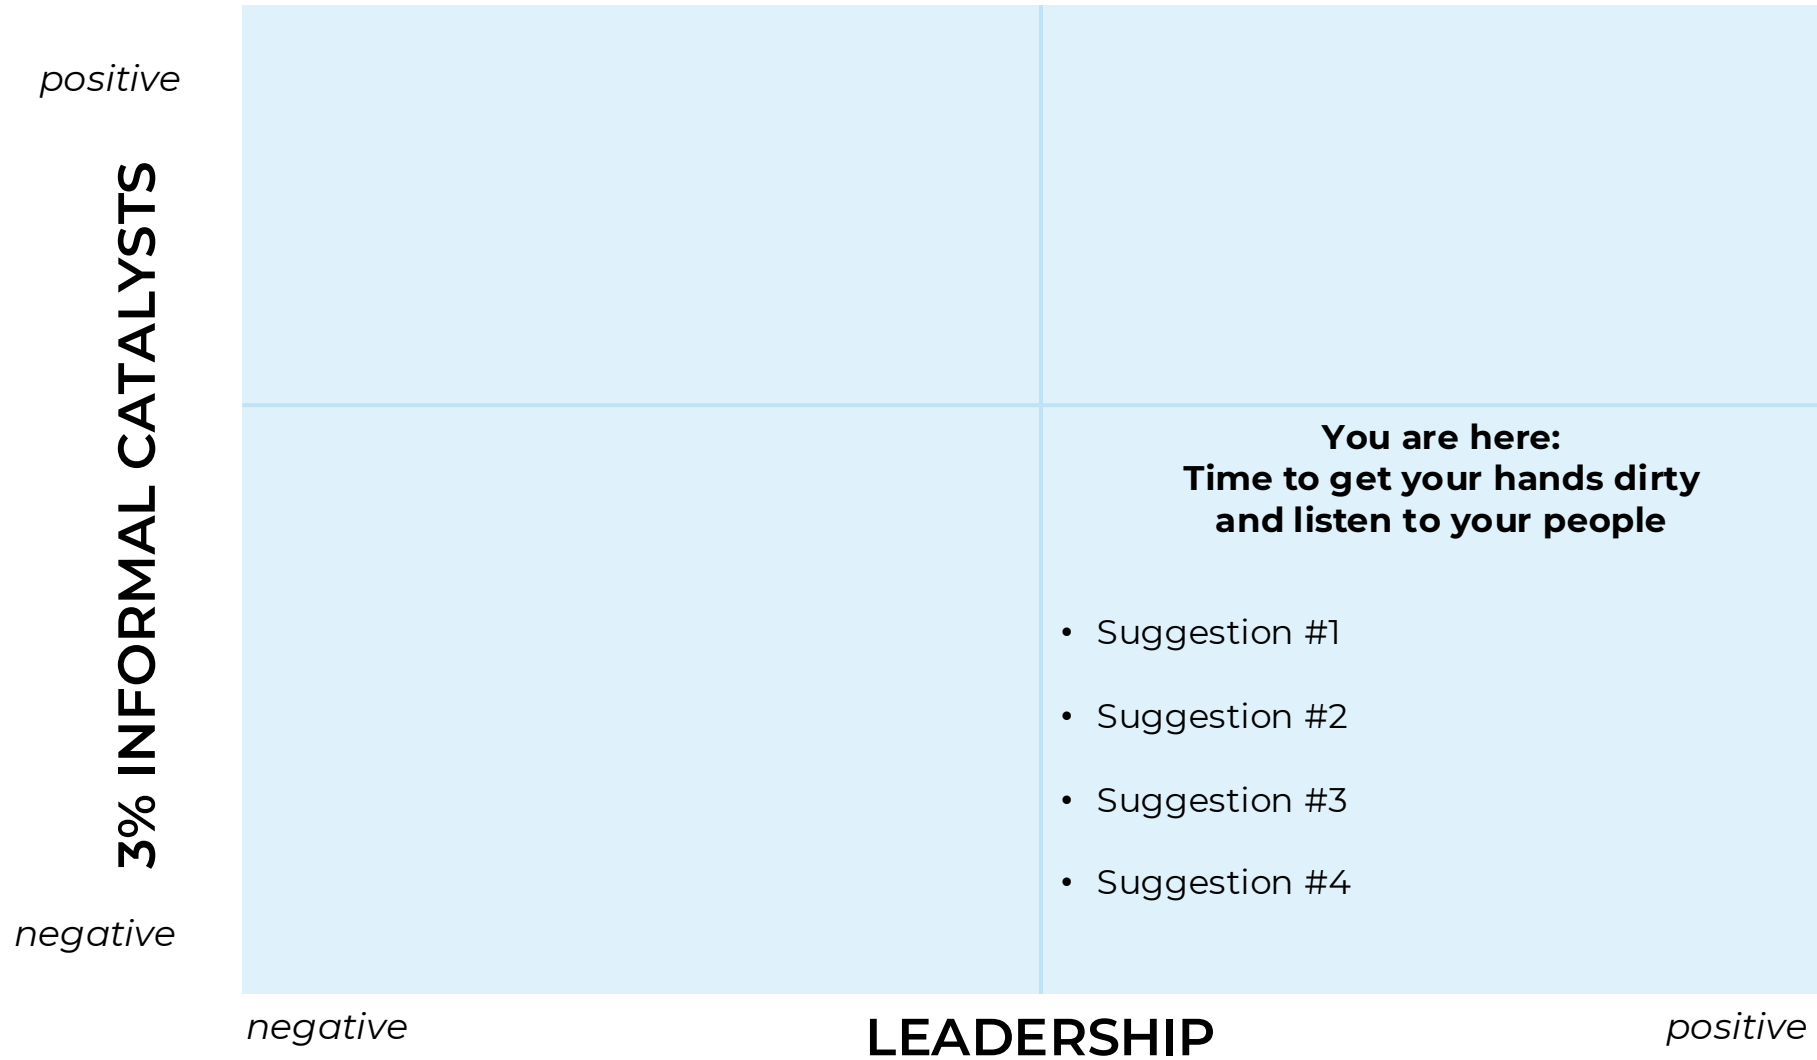 positive
3% INFORMAL CATALYSTS
negative
You are here:
Time to get your hands dirty
and listen to your people
• Suggestion #1
• Suggestion #2
• Suggestion #3
• Suggestion #4
negative
LEADERSHIP
positive